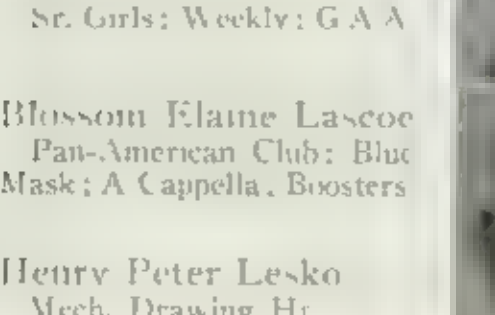 Sr. Girls; Weekly; G A A
Blossom Elaine Lascoe
Pan-American Club; Blue
Mask; A Cappella, Boosters
Henry Peter Lesko
Mech. Drawing Hr